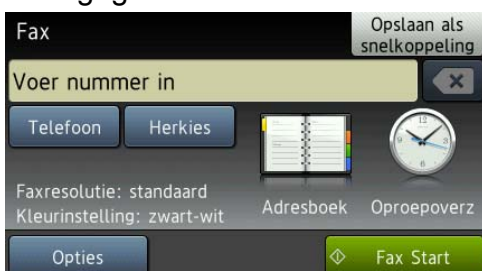 Fax
Opslaan als
snelkoppeling
Voer nummer in
Telefoon
Herkies
Faxresolutie: standaard
Kleurinstelling: zwart-wit
Adresboek
Oproepoverz
Opties
Fax Start